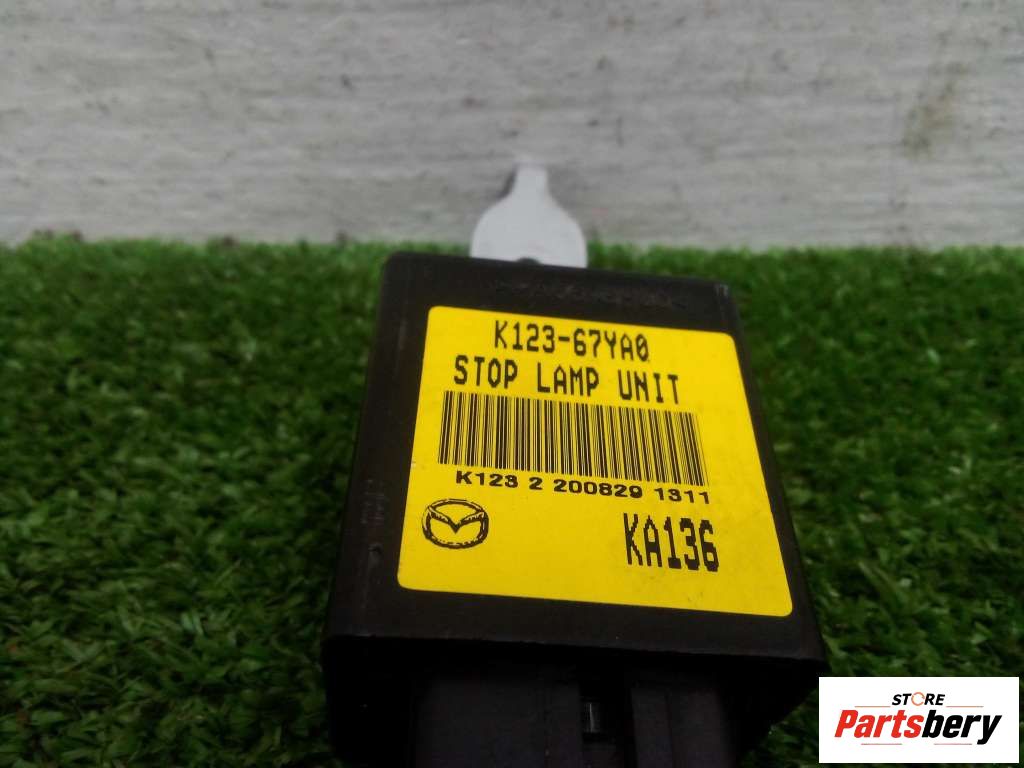 K123-67YA0
STOP LAMP UNIT
K123 2 200829 1311
KA136
STORE
Partsbery